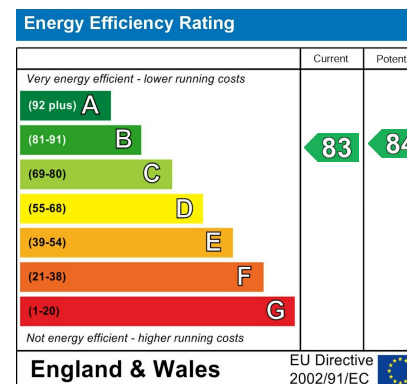 Energy Efficiency Rating
Current Potent
Very energy efficient - lower running costs
(92 plus) A
(81-91) B
83 84
(69-80) C
(55-68) D
(39-54) E
(21-38) F
(1-20) G
Not energy efficient - higher running costs
England & Wales
EU Directive
2002/91/EC